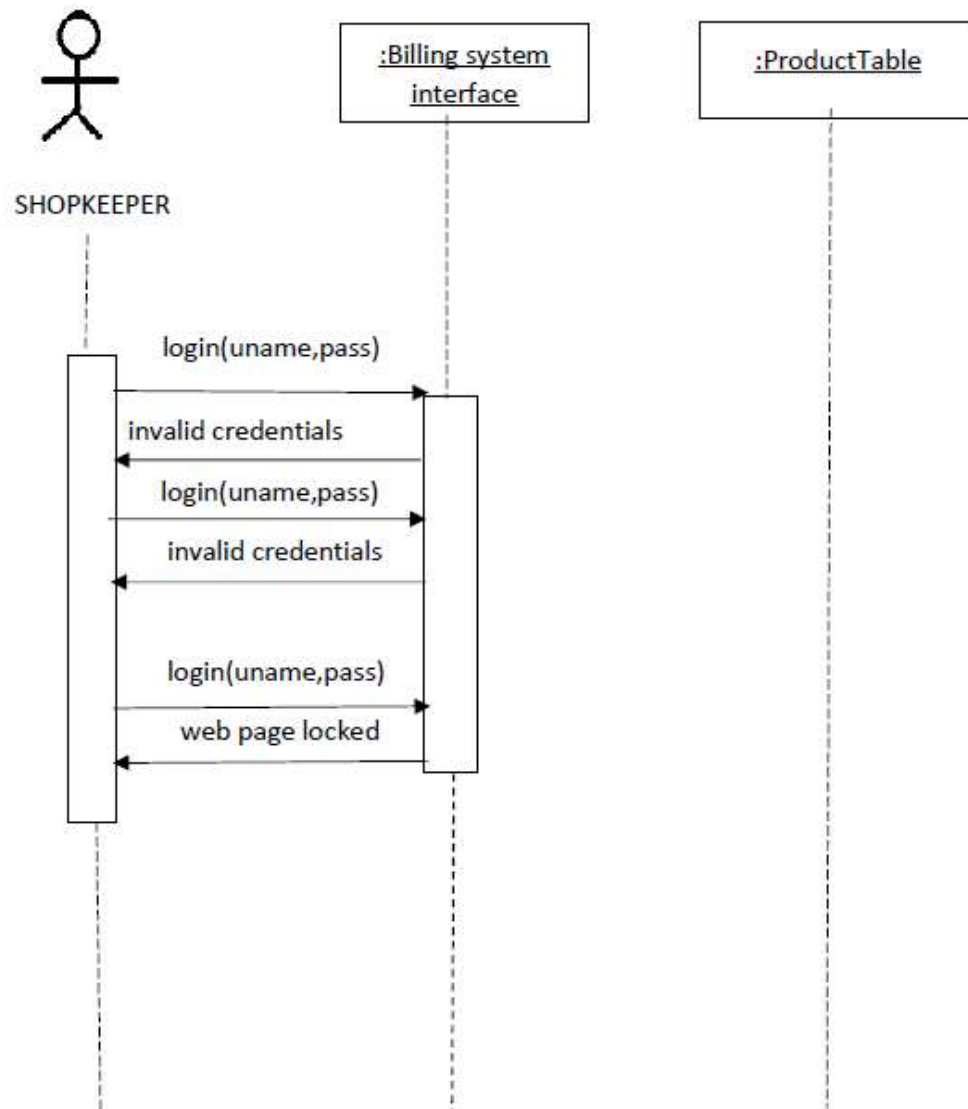 :Billing system
interface
:ProductTable
SHOPKEEPER
login(uname,pass)
invalid credentials
login(uname,pass)
invalid credentials
login(uname,pass)
web page locked